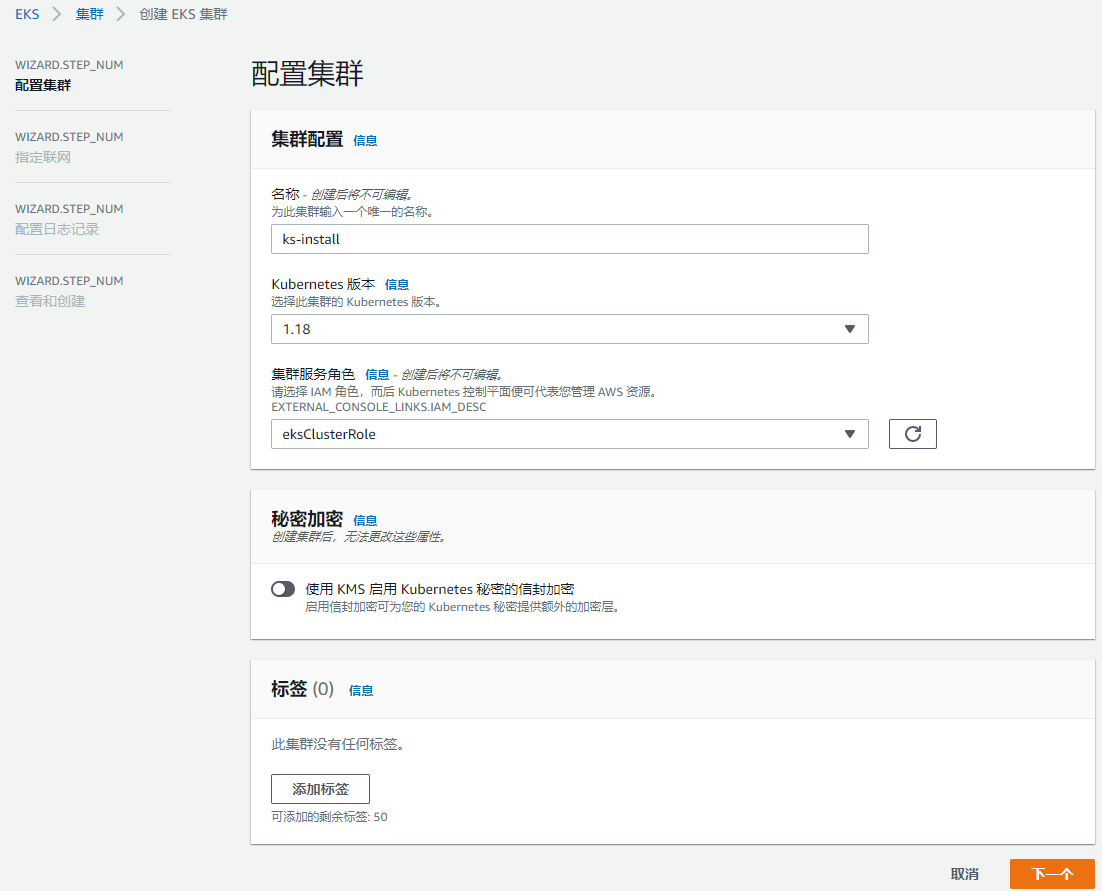 EKS > 集群 > 创建 EKS 集群
WIZARD.STEP_NUM
配置集群
WIZARD.STEP_NUM
指定联网
WIZARD.STEP_NUM
配置日志记录
WIZARD.STEP_NUM
查看和创建
配置集群
集群配置 信息
名称 - 创建后将不可编辑。
为此集群输入一个唯一的名称。
ks-install
Kubernetes 版本 信息
选择此集群的 Kubernetes 版本。
1.18
集群服务角色 信息 - 创建后将不可编辑。
请选择 IAM 角色，而后 Kubernetes 控制平面便可代表您管理 AWS 资源。
EXTERNAL_CONSOLE_LINKS.IAM_DESC
eksClusterRole
秘密加密 信息
创建集群后，无法更改这些属性。
使用 KMS 启用 Kubernetes 秘密的信封加密
启用信封加密可为您的 Kubernetes 秘密提供额外的加密层。
标签 (0) 信息
此集群没有任何标签。
添加标签
可添加的剩余标签: 50
取消 下一个